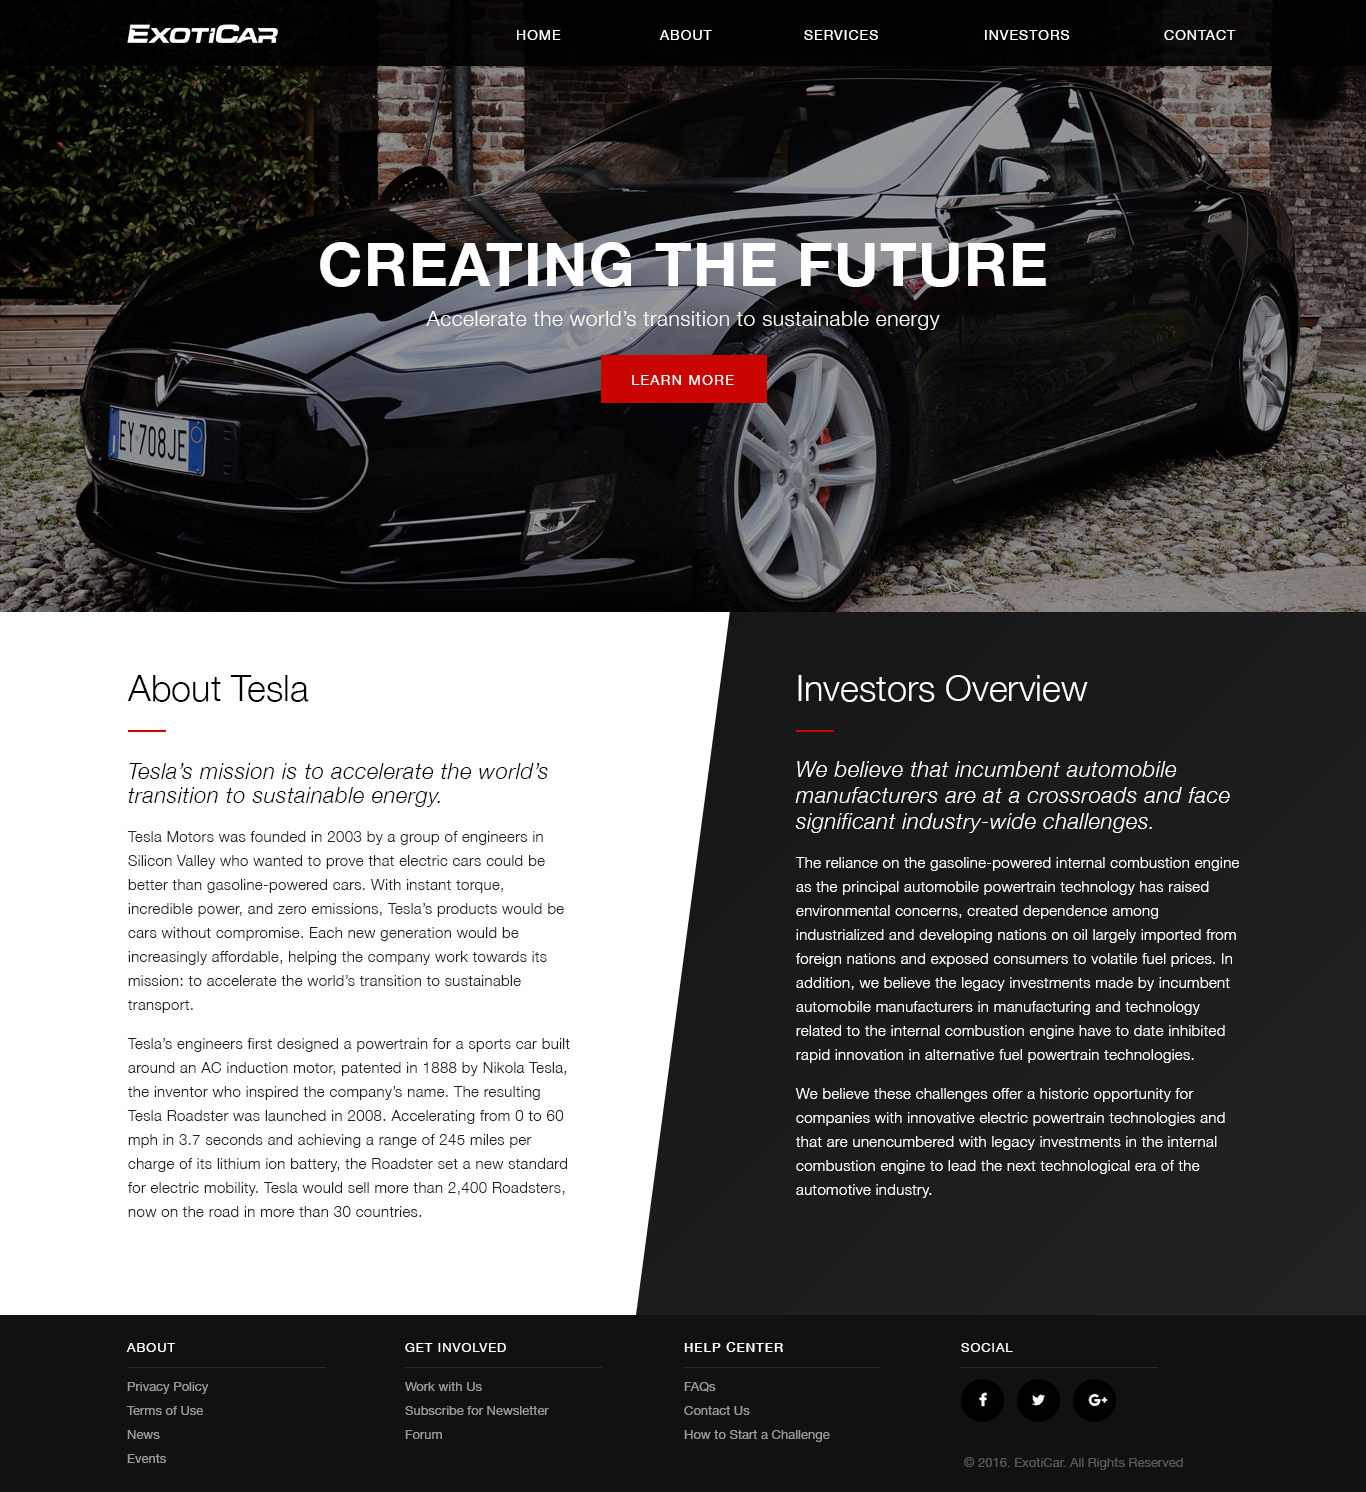 EXOTICAR
HOME ABOUT SERVICES INVESTORS CONTACT
CREATING THE FUTURE
Accelerate the world’s transition to sustainable energy
LEARN MORE
EY 708JE
About Tesla
Tesla’s mission is to accelerate the world’s
transition to sustainable energy.
Tesla Motors was founded in 2003 by a group of engineers in
Silicon Valley who wanted to prove that electric cars could be
better than gasoline-powered cars. With instant torque,
incredible power, and zero emissions, Tesla’s products would be
cars without compromise. Each new generation would be
increasingly affordable, helping the company work towards its
mission: to accelerate the world’s transition to sustainable
transport.
Tesla’s engineers first designed a powertrain for a sports car built
around an AC induction motor, patented in 1888 by Nikola Tesla,
the inventor who inspired the company’s name. The resulting
Tesla Roadster was launched in 2008. Accelerating from 0 to 60
mph in 3.7 seconds and achieving a range of 245 miles per
charge of its lithium ion battery, the Roadster set a new standard
for electric mobility. Tesla would sell more than 2,400 Roadsters,
now on the road in more than 30 countries.
Investors Overview
We believe that incumbent automobile
manufacturers are at a crossroads and face
significant industry-wide challenges.
The reliance on the gasoline-powered internal combustion engine
as the principal automobile powertrain technology has raised
environmental concerns, created dependence among
industrialized and developing nations on oil largely imported from
foreign nations and exposed consumers to volatile fuel prices. In
addition, we believe the legacy investments made by incumbent
automobile manufacturers in manufacturing and technology
related to the internal combustion engine have to date inhibited
rapid innovation in alternative fuel powertrain technologies.
We believe these challenges offer a historic opportunity for
companies with innovative electric powertrain technologies and
that are unencumbered with legacy investments in the internal
combustion engine to lead the next technological era of the
automotive industry.
ABOUT
Privacy Policy
Terms of Use
News
Events
GET INVOLVED
Work with Us
Subscribe for Newsletter
Forum
HELP CENTER
FAQs
Contact Us
How to Start a Challenge
SOCIAL
f G+
© 2016. ExotiCar. All Rights Reserved